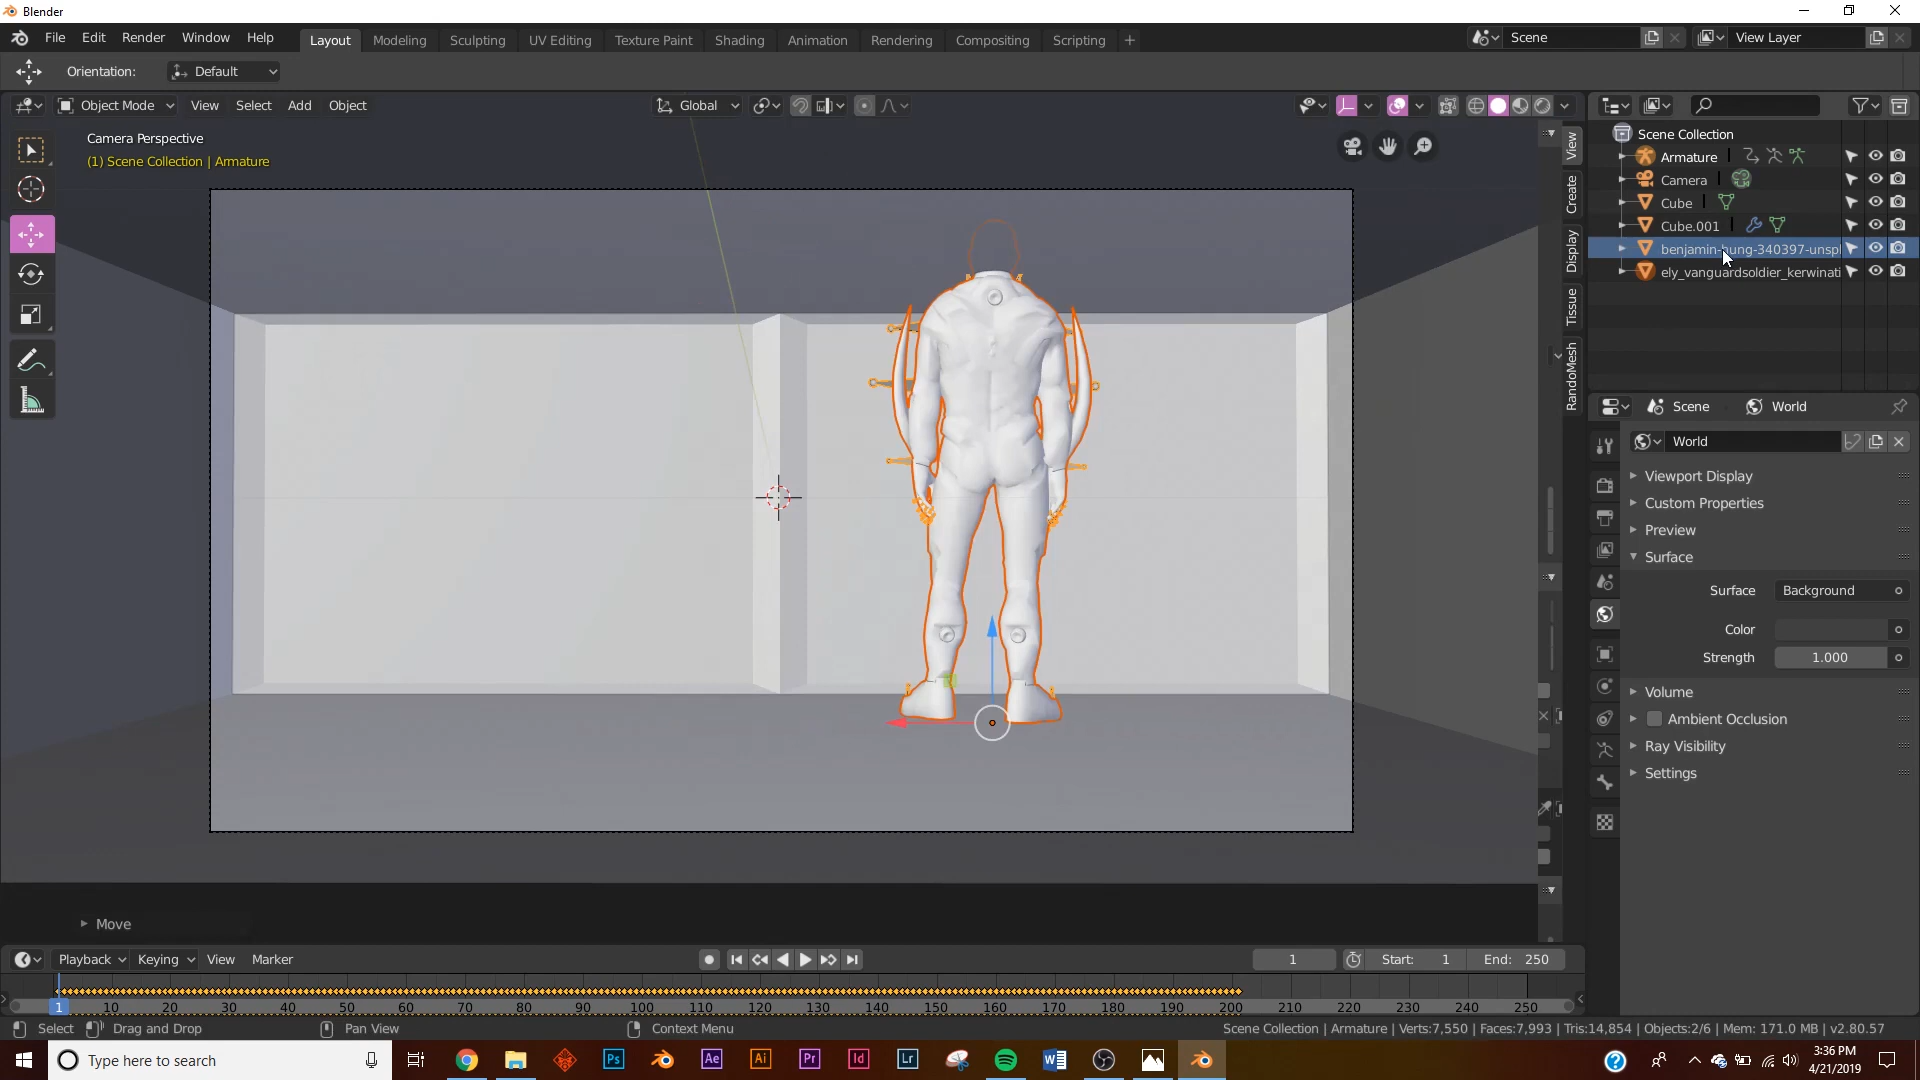 Blender
File Edit Render Window Help
Layout Modeling Sculpting UV Editing Texture Paint Shading Animation Rendering Compositing Scripting +
Scene
View Layer
Orientation: Default
Object Mode View Select Add Object
Global
Camera Perspective
(1) Scene Collection | Armature
View
Create
Display
Tissue
RandoMesh
Scene Collection
Armature
Camera
Cube
Cube.001
benjamin-hung-340397-unspl
ely_vanguardsoldier_kerwinati
Scene World
World
Viewport Display
Custom Properties
Preview
Surface
Surface Background
Color
Strength 1.000
Volume
Ambient Occlusion
Ray Visibility
Settings
Move
Playback Keying View Marker
1 Start: 1 End: 250
1 10 20 30 40 50 60 70 80 90 100 110 120 130 140 150 160 170 180 190 200 210 220 230 240 250
Select Drag and Drop Pan View Context Menu
Scene Collection | Armature | Verts:7,550 | Faces:7,993 | Tris:14,854 | Objects:2/6 | Mem: 171.0 MB | v2.80.57
Type here to search
Ps Ae Ai Pr Id Lr
3:36 PM
4/21/2019